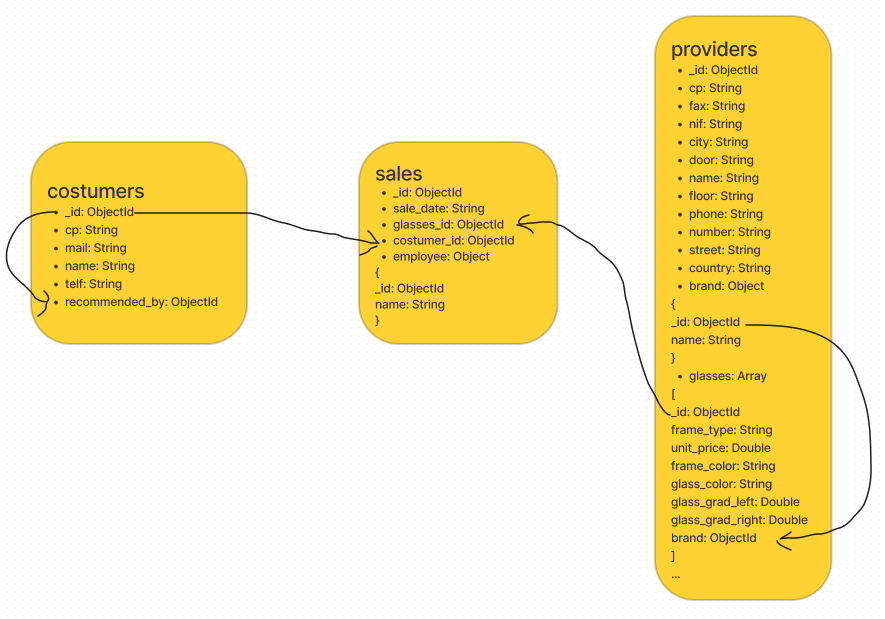 costumers
• _id: ObjectId
• cp: String
• mail: String
• name: String
• telf: String
• recommended_by: ObjectId
sales
• _id: ObjectId
• sale_date: String
• glasses_id: ObjectId
• costumer_id: ObjectId
• employee: Object
{
_id: ObjectId
name: String
}
providers
• _id: ObjectId
• cp: String
• fax: String
• nif: String
• city: String
• door: String
• name: String
• floor: String
• phone: String
• number: String
• street: String
• country: String
• brand: Object
{
_id: ObjectId
name: String
}
• glasses: Array
[
_id: ObjectId
frame_type: String
unit_price: Double
frame_color: String
glass_color: String
glass_grad_left: Double
glass_grad_right: Double
brand: ObjectId
]
...